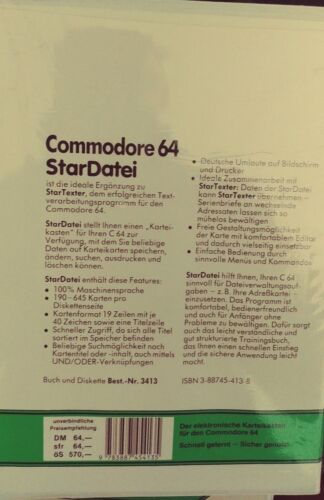 Commodore 64
StarDatei
ist die ideale Ergänzung zu
StarTexter, dem erfolgreichen Text-
verarbeitungsprogramm für den
Commodore 64.
StarDatei stellt Ihnen einen „Kartei-
kasten“ für Ihren C 64 zur
Verfügung, mit dem Sie beliebige
Daten auf Karteikarten speichern,
ändern, suchen, ausdrucken und
löschen können.
StarDatei enthält diese Features:
• 100% Maschinensprache
• 190-645 Karten pro
Diskettenseite
• Kartenformat 19 Zeilen mit je
40 Zeichen sowie eine Titelzeile
• Schneller Zugriff, da sich alle Titel
sortiert im Speicher befinden
• Beliebige Suchmöglichkeit nach
Kartentitel oder -inhalt, auch mittels
UND/ODER-Verknüpfungen
• Deutsche Umlaute auf Bildschirm
und Drucker
• Ideale Zusammenarbeit mit
StarTexter: Daten der StarDatei
kann StarTexter übernehmen –
Serienbriefe an wechselnde
Adressaten lassen sich so
mühelos bewältigen
• Freie Gestaltungsmöglichkeit
der Karte mit komfortablen Editor
und dadurch vielseitig einsetzbar
• Einfache Bedienung durch
sinnvolle Menüs und Kommandos
StarDatei hilft Ihnen, Ihren C 64
sinnvoll für Dateiverwaltungsauf-
gaben – z.B. Ihre Adreßkartei
einzusetzen. Das Programm ist
komfortabel, bedienerfreundlich
und auch für Anfänger ohne
Probleme zu bewältigen. Dafür sorgt
auch das leicht verständliche und
gut strukturierte Trainingsbuch,
das Ihnen einen schnellen Einstieg
und die sichere Anwendung leicht
macht.
Buch und Diskette Best.-Nr. 3413
ISBN 3-88745-413-8
unverbindliche
Preisempfehlung
DM 64,—
sfr 64,—
öS 570,—
9 783887 454135
Der elektronische Karteikasten
für den Commodore 64
Schnell gelernt – Sicher genutzt